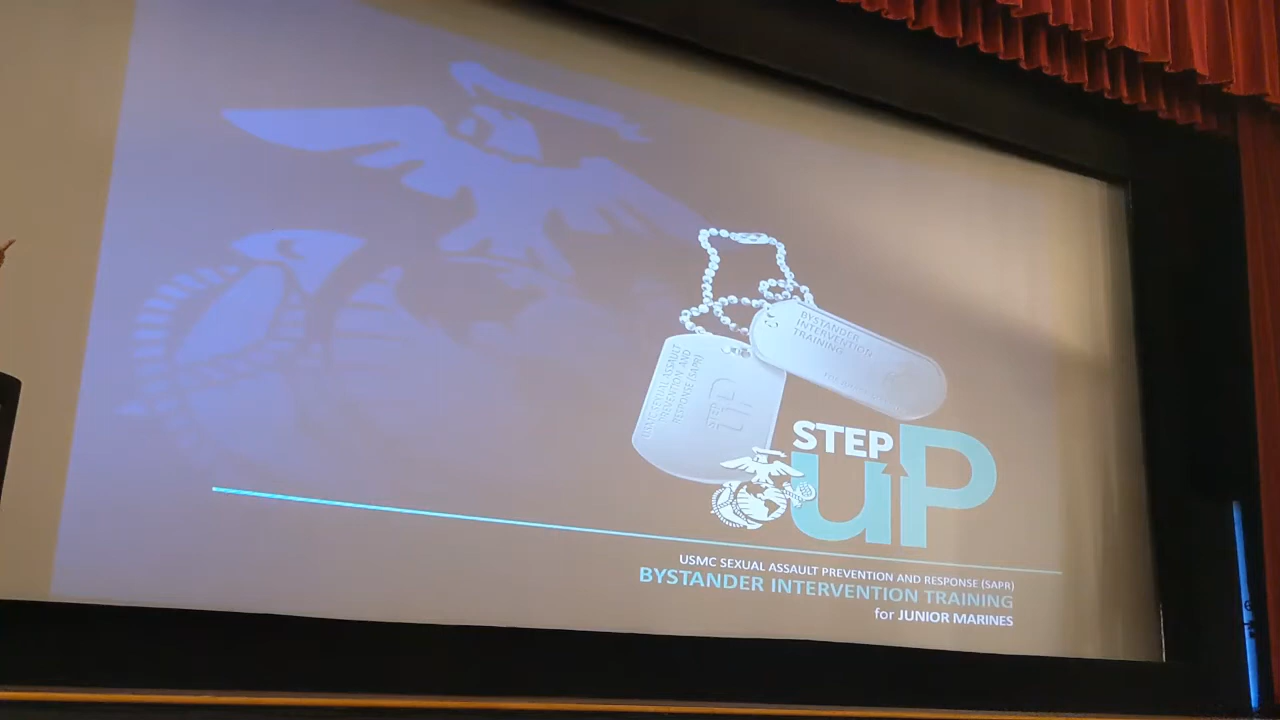 BYSTANDER
INTERVENTION
TRAINING
USMC SEXUAL ASSAULT
PREVENTION AND
RESPONSE (SAPR)
STEP
UP
STEP
UP
USMC SEXUAL ASSAULT PREVENTION AND RESPONSE (SAPR)
BYSTANDER INTERVENTION TRAINING
for JUNIOR MARINES